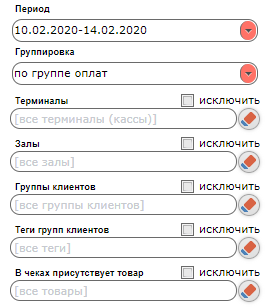 Период
10.02.2020-14.02.2020
Группировка
по группе оплат
Терминалы исключить
[все терминалы (кассы)]
Залы исключить
[все залы]
Группы клиентов исключить
[все группы клиентов]
Теги групп клиентов исключить
[все теги]
В чеках присутствует товар исключить
[все товары]